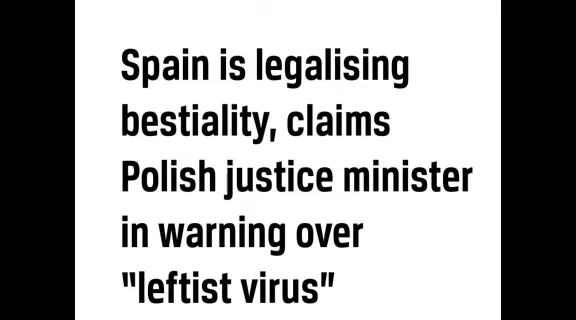 Spain is legalising
bestiality, claims
Polish justice minister
in warning over
“leftist virus”